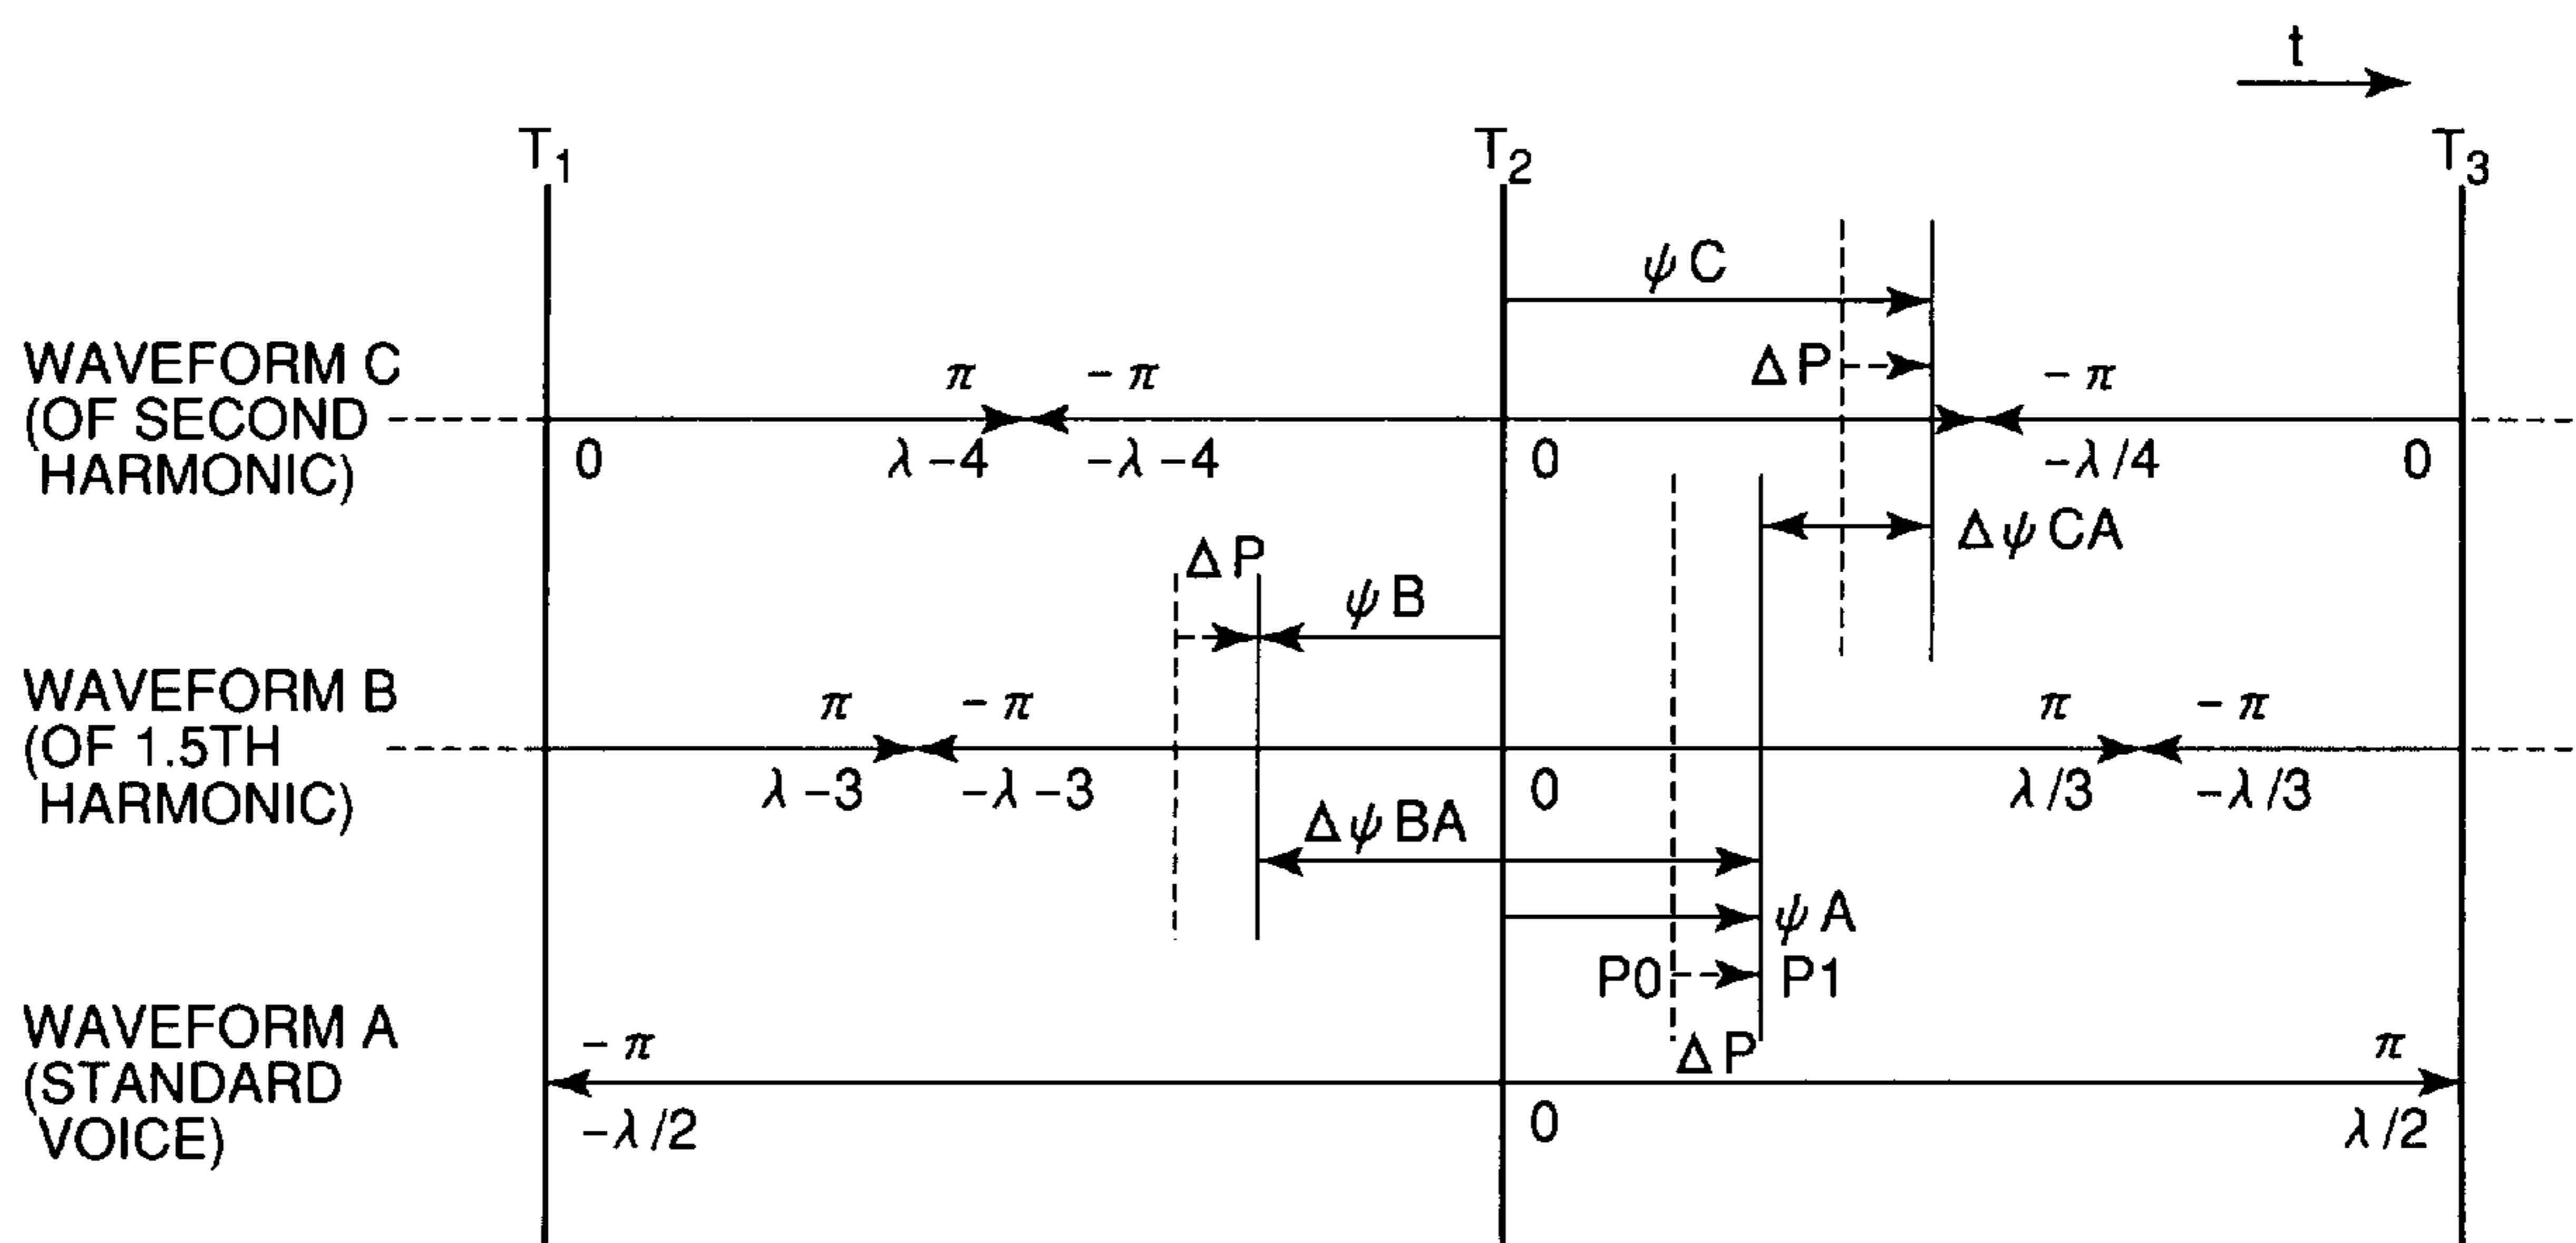 t
T1 T2 T3
ψC
WAVEFORM C
(OF SECOND
HARMONIC)
π -π ΔP -π
0 λ-4 -λ-4 0 -λ/4 0
ΔψCA
ΔP
ψB
WAVEFORM B
(OF 1.5TH
HARMONIC)
π -π π -π
λ-3 -λ-3 0 λ/3 -λ/3
ΔψBA
ψA
P0 P1
ΔP
WAVEFORM A
(STANDARD
VOICE)
-π π
-λ/2 0 λ/2